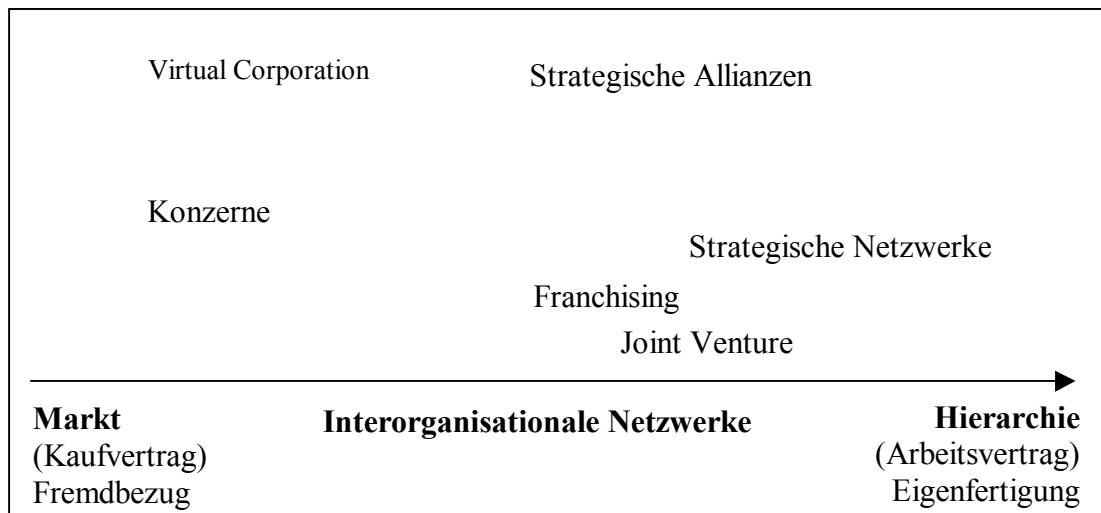 Virtual Corporation
Strategische Allianzen
Konzerne
Strategische Netzwerke
Franchising
Joint Venture
Markt
(Kaufvertrag)
Fremdbezug
Interorganisationale Netzwerke
Hierarchie
(Arbeitsvertrag)
Eigenfertigung